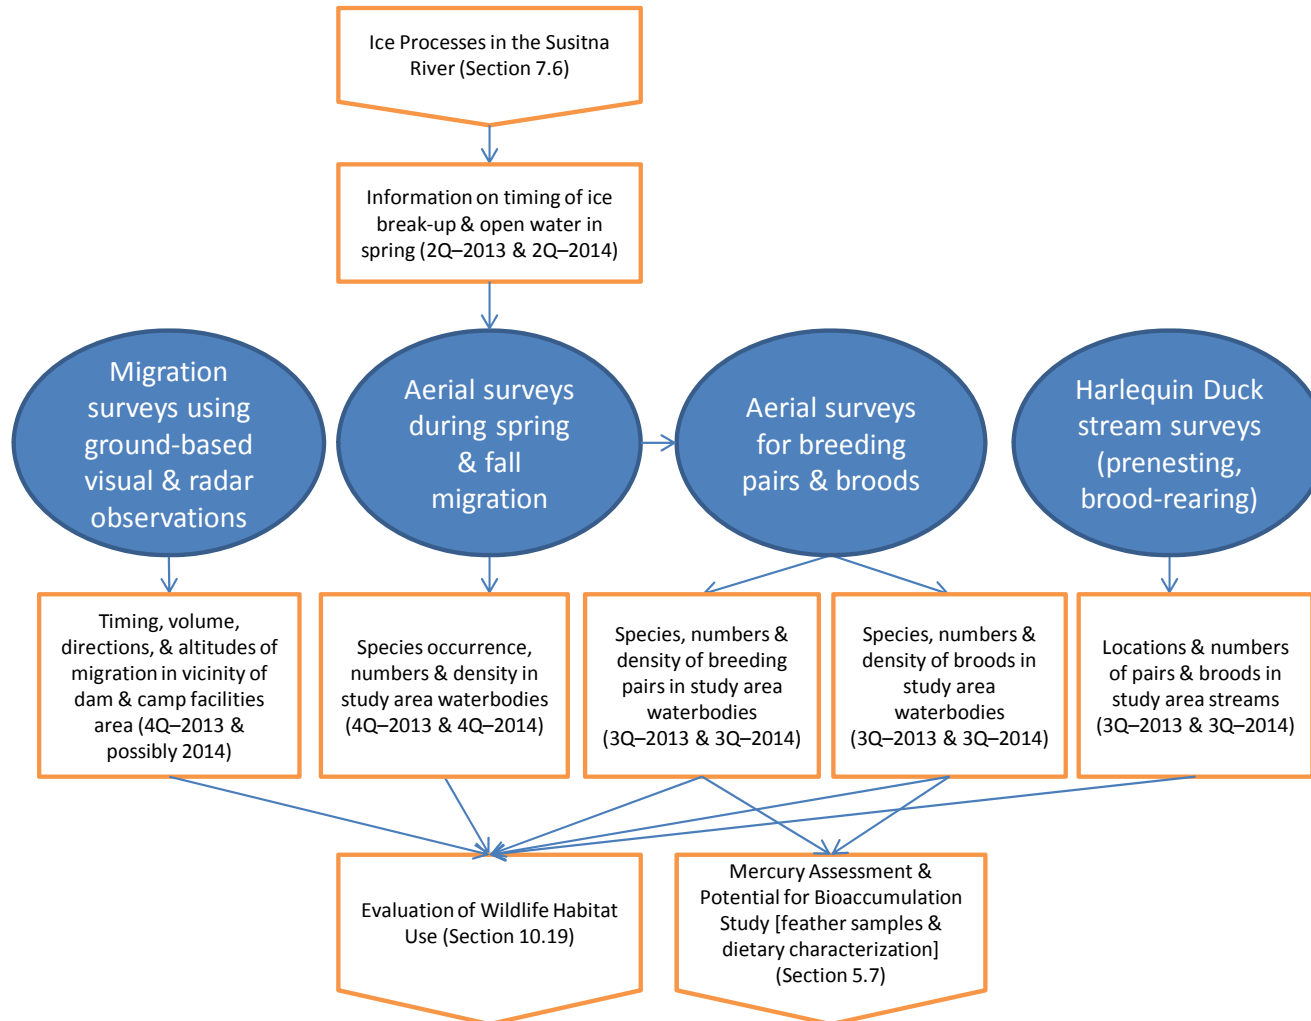 Ice Processes in the Susitna
River (Section 7.6)
Information on timing of ice
break-up & open water in
spring (2Q–2013 & 2Q–2014)
Migration
surveys using
ground-based
visual & radar
observations
Aerial surveys
during spring
& fall
migration
Aerial surveys
for breeding
pairs & broods
Harlequin Duck
stream surveys
(prenesting,
brood-rearing)
Timing, volume,
directions, & altitudes of
migration in vicinity of
dam & camp facilities
area (4Q–2013 &
possibly 2014)
Species occurrence,
numbers & density in
study area waterbodies
(4Q–2013 & 4Q–2014)
Species, numbers &
density of breeding
pairs in study area
waterbodies
(3Q–2013 & 3Q–2014)
Species, numbers &
density of broods in
study area
waterbodies
(3Q–2013 & 3Q–2014)
Locations & numbers
of pairs & broods in
study area streams
(3Q–2013 & 3Q–2014)
Evaluation of Wildlife Habitat
Use (Section 10.19)
Mercury Assessment &
Potential for Bioaccumulation
Study [feather samples &
dietary characterization]
(Section 5.7)